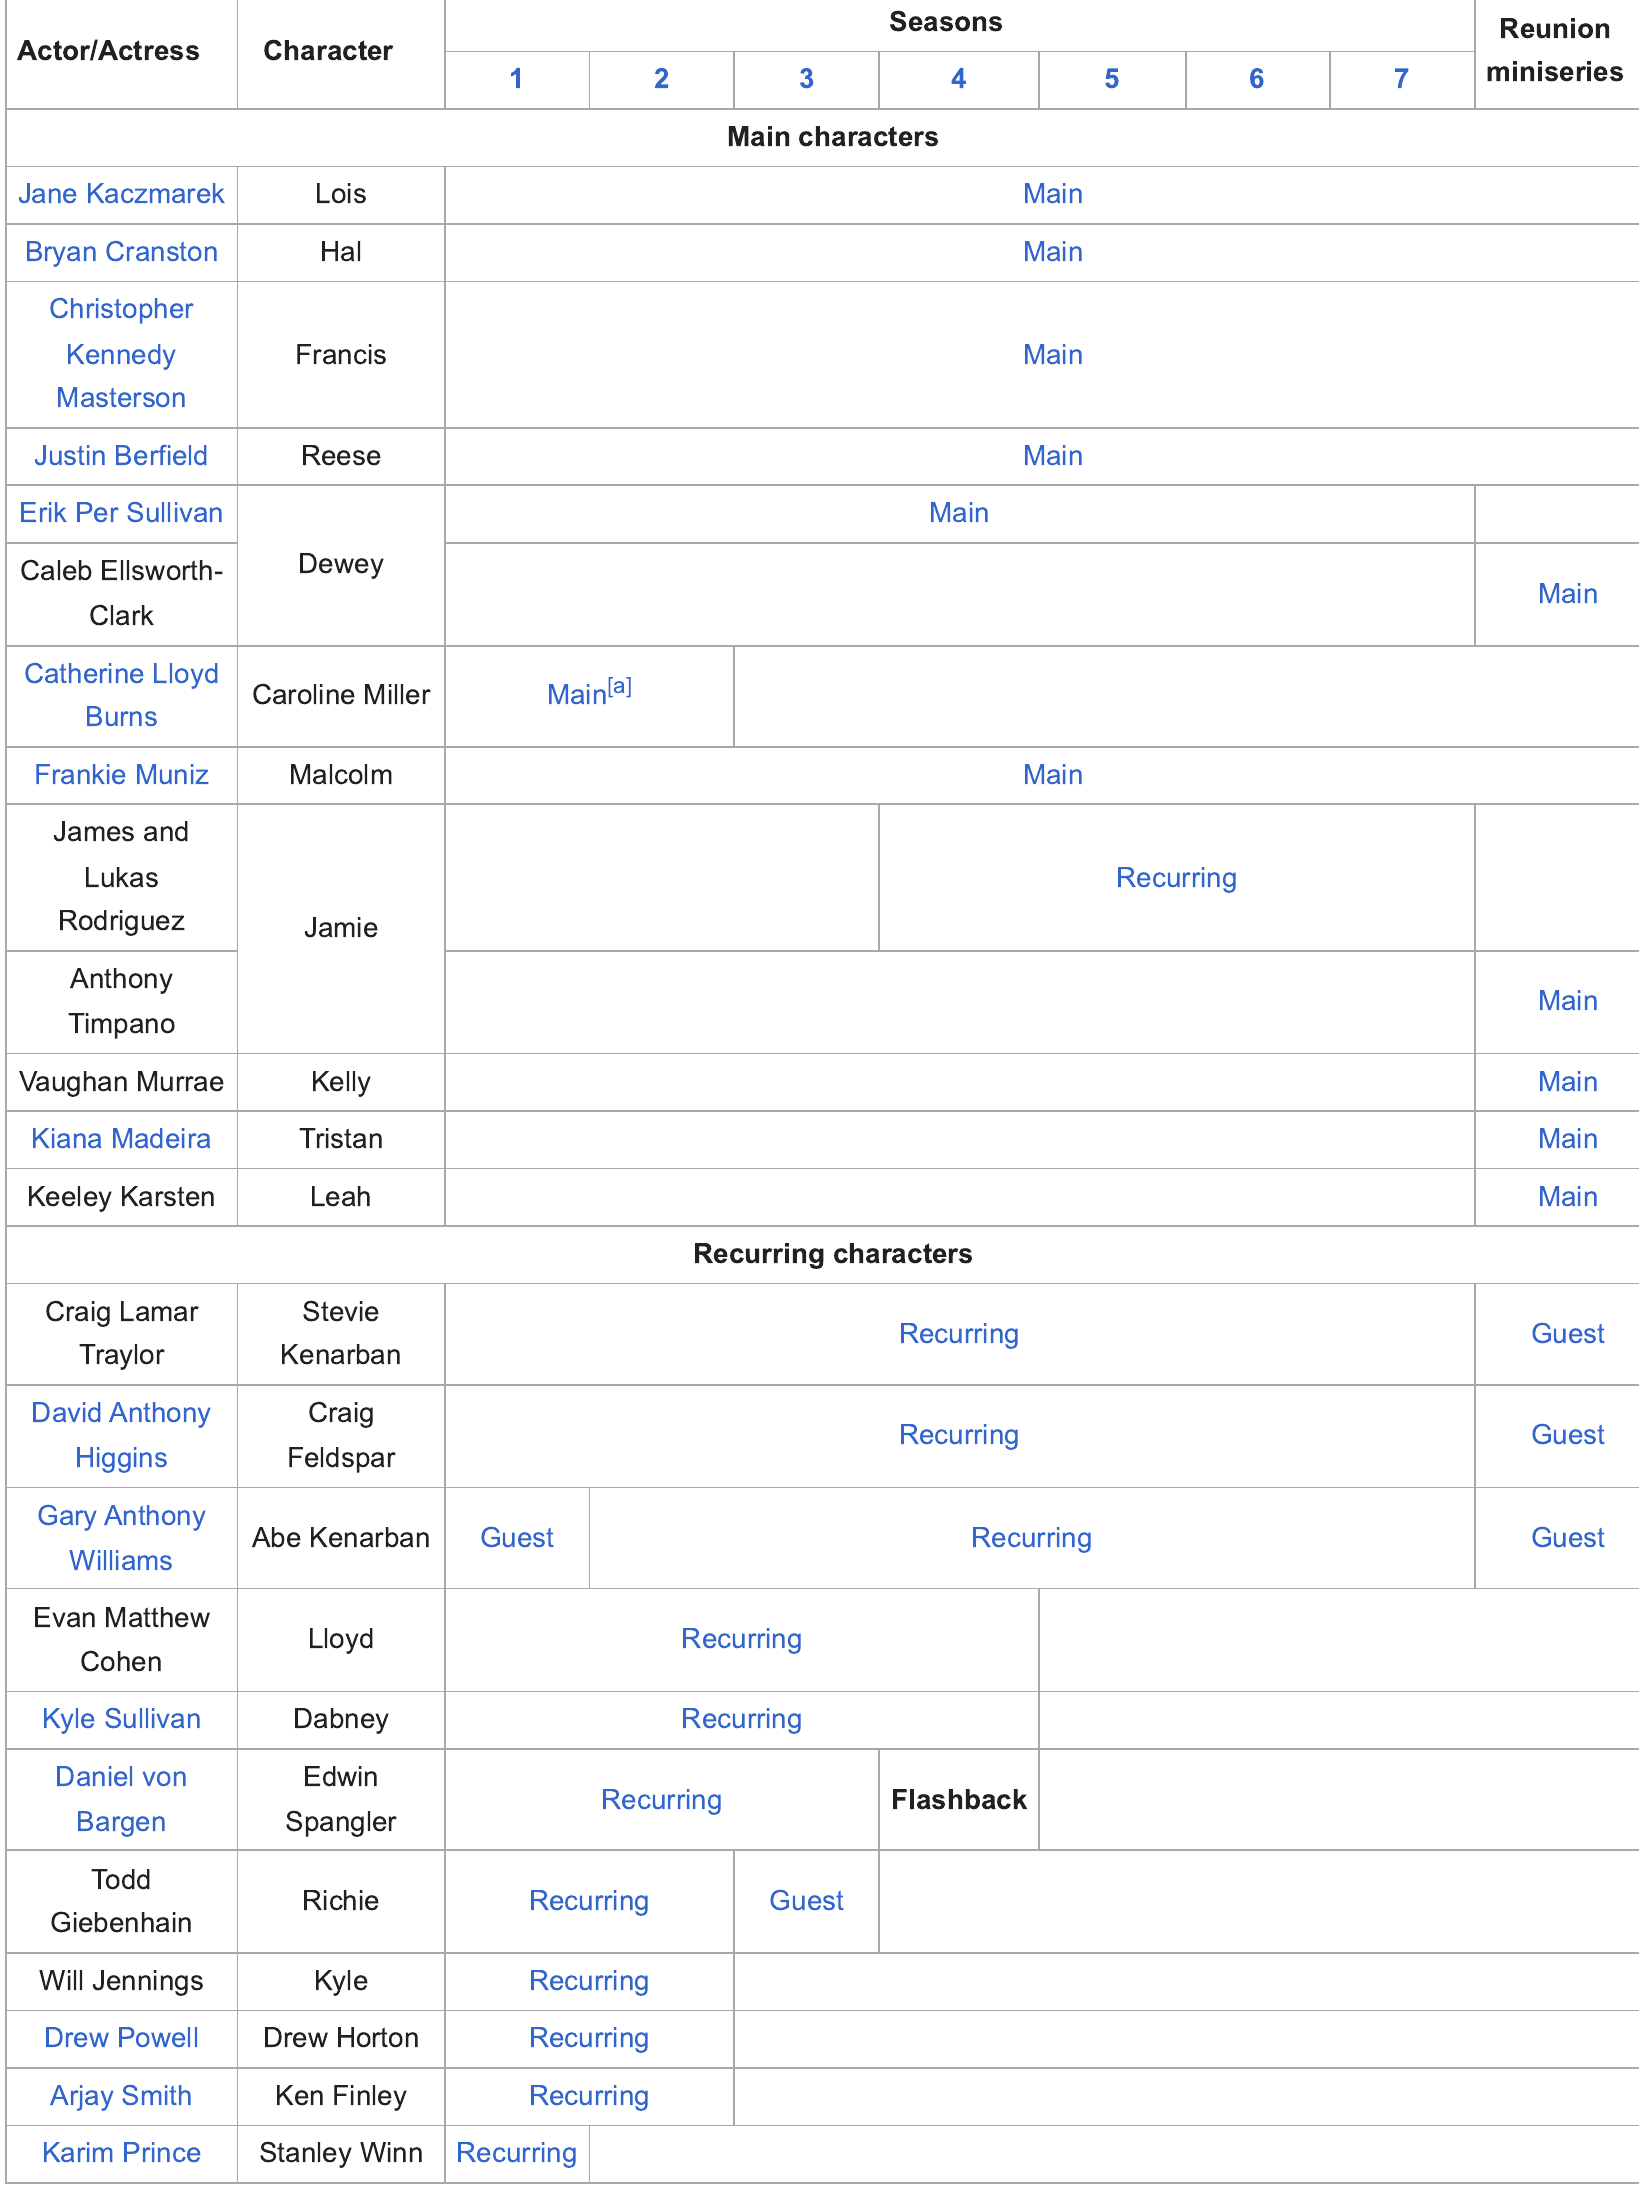 Actor/Actress Character Seasons Reunion miniseries
1 2 3 4 5 6 7
Main characters
Jane Kaczmarek Lois Main
Bryan Cranston Hal Main
Christopher
Kennedy Francis Main
Masterson
Justin Berfield Reese Main
Erik Per Sullivan Dewey Main
Caleb Ellsworth-
Clark Main
Catherine Lloyd
Burns Caroline Miller Main[a]
Frankie Muniz Malcolm Main
James and
Lukas Recurring
Rodriguez
Jamie
Anthony
Timpano Main
Vaughan Murrae Kelly Main
Kiana Madeira Tristan Main
Keeley Karsten Leah Main
Recurring characters
Craig Lamar Stevie
Traylor Kenarban Recurring Guest
David Anthony Craig
Higgins Feldspar Recurring Guest
Gary Anthony
Williams Abe Kenarban Guest Recurring Guest
Evan Matthew
Cohen Lloyd Recurring
Kyle Sullivan Dabney Recurring
Daniel von Edwin
Bargen Spangler Recurring Flashback
Todd
Giebenhain Richie Recurring Guest
Will Jennings Kyle Recurring
Drew Powell Drew Horton Recurring
Arjay Smith Ken Finley Recurring
Karim Prince Stanley Winn Recurring